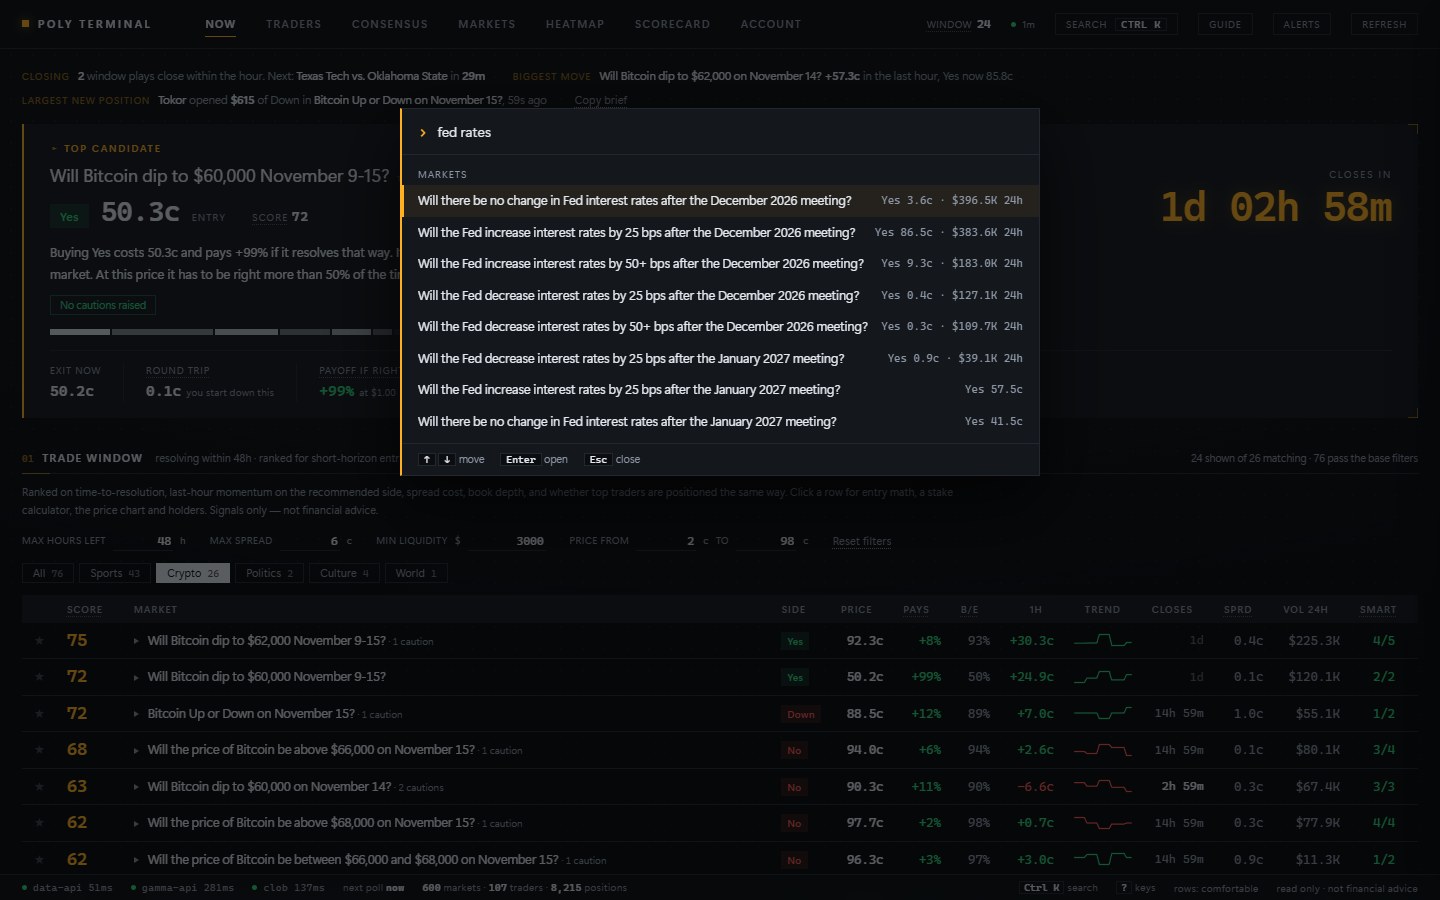 POLY TERMINAL NOW TRADERS CONSENSUS MARKETS HEATMAP SCORECARD ACCOUNT WINDOW 24 1m SEARCH CTRL K GUIDE ALERTS REFRESH
CLOSING 2 window plays close within the hour. Next: Texas Tech vs. Oklahoma State in 29m BIGGEST MOVE Will Bitcoin dip to $62,000 on November 14? +57.3c in the last hour, Yes now 85.8c
LARGEST NEW POSITION Tokor opened $615 of Down in Bitcoin Up or Down on November 15?, 59s ago Copy brief
› fed rates
MARKETS
Will there be no change in Fed interest rates after the December 2026 meeting? Yes 3.6c · $396.5K 24h
Will the Fed increase interest rates by 25 bps after the December 2026 meeting? Yes 86.5c · $383.6K 24h
Will the Fed increase interest rates by 50+ bps after the December 2026 meeting? Yes 9.3c · $183.0K 24h
Will the Fed decrease interest rates by 25 bps after the December 2026 meeting? Yes 0.4c · $127.1K 24h
Will the Fed decrease interest rates by 50+ bps after the December 2026 meeting? Yes 0.3c · $109.7K 24h
Will the Fed decrease interest rates by 25 bps after the January 2027 meeting? Yes 0.9c · $39.1K 24h
Will the Fed increase interest rates by 25 bps after the January 2027 meeting? Yes 57.5c
Will there be no change in Fed interest rates after the January 2027 meeting? Yes 41.5c
↑ ↓ move Enter open Esc close
TOP CANDIDATE
Will Bitcoin dip to $60,000 November 9-15?
Yes 50.3c ENTRY SCORE 72
Buying Yes costs 50.3c and pays +99% if it resolves that way.
market. At this price it has to be right more than 50% of the
No cautions raised
EXIT NOW ROUND TRIP PAYOFF IF RIGHT
50.2c 0.1c you start down this +99% at $1.00
CLOSES IN
1d 02h 58m
01 TRADE WINDOW resolving within 48h · ranked for short-horizon 24 shown of 26 matching · 76 pass the base filters
Ranked on time-to-resolution, last-hour momentum on the recommended side, spread cost, book depth, and whether top traders are positioned the same way. Click a row for entry math, a stake
calculator, the price chart and holders. Signals only — not financial advice.
MAX HOURS LEFT 48 h MAX SPREAD 6 c MIN LIQUIDITY $ 3000 PRICE FROM 2 c TO 98 c Reset filters
All 76 Sports 43 Crypto 26 Politics 2 Culture 4 World 1
SCORE MARKET SIDE PRICE PAYS B/E 1H TREND CLOSES SPRD VOL 24H SMART
★ 75 ▸ Will Bitcoin dip to $62,000 November 9-15? · 1 caution Yes 92.3c +8% 93% +30.3c 1d 0.4c $225.3K 4/5
★ 72 ▸ Will Bitcoin dip to $60,000 November 9-15? Yes 50.2c +99% 50% +24.9c 1d 0.1c $120.1K 2/2
★ 72 ▸ Bitcoin Up or Down on November 15? · 1 caution Down 88.5c +12% 89% +7.0c 14h 59m 1.0c $55.1K 1/2
★ 68 ▸ Will the price of Bitcoin be above $66,000 on November 15? · 1 caution No 94.0c +6% 94% +2.6c 14h 59m 0.1c $80.1K 3/4
★ 63 ▸ Will Bitcoin dip to $60,000 on November 14? · 2 cautions No 90.3c +11% 90% −6.6c 2h 59m 0.3c $67.4K 3/3
★ 62 ▸ Will the price of Bitcoin be above $68,000 on November 15? · 1 caution No 97.7c +2% 98% +0.7c 14h 59m 0.3c $77.9K 4/4
★ 62 ▸ Will the price of Bitcoin be between $66,000 and $68,000 on November 15? · 1 caution No 96.3c +3% 97% +3.0c 14h 59m 0.9c $11.3K 1/2
data-api 51ms gamma-api 281ms clob 137ms next poll now 600 markets · 107 traders · 8,215 positions Ctrl K search ? keys rows: comfortable read only · not financial advice